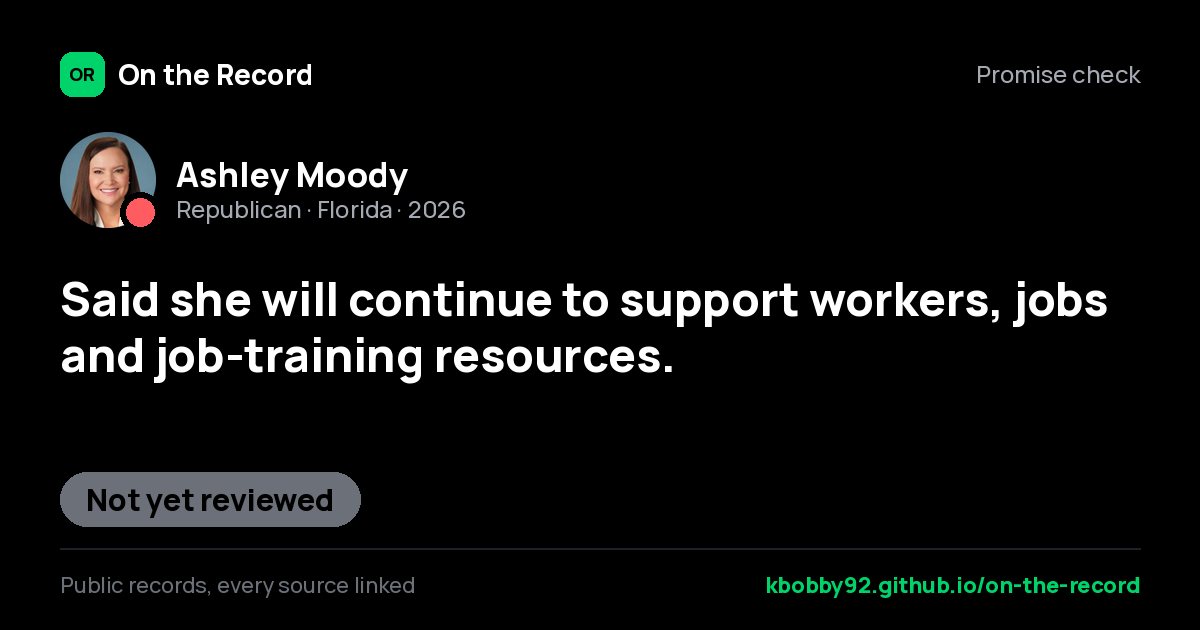 OR On the Record
Promise check
Ashley Moody
Republican · Florida · 2026
Said she will continue to support workers, jobs
and job-training resources.
Not yet reviewed
Public records, every source linked
kbobby92.github.io/on-the-record